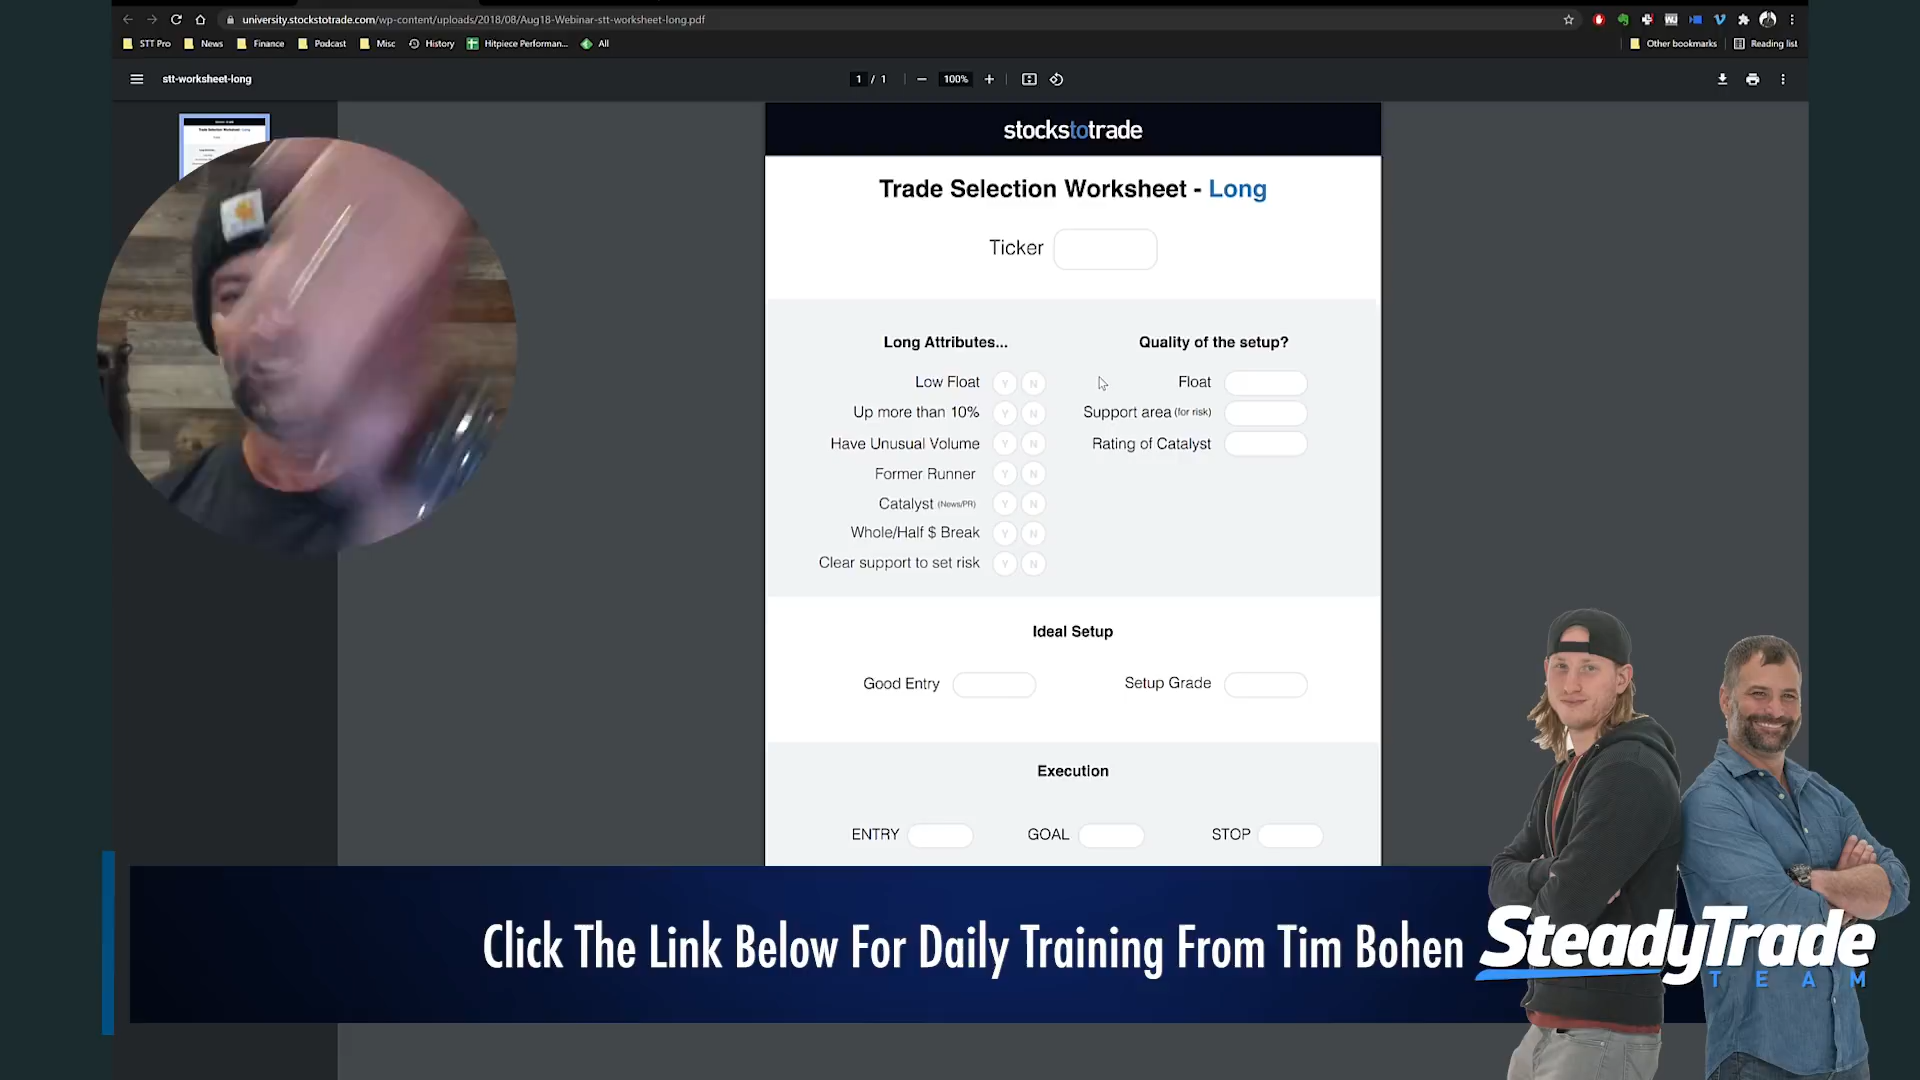 university.stockstotrade.com/wp-content/uploads/2018/08/Aug18-Webinar-stt-worksheet-long.pdf
STT Pro News Finance Podcast Misc History Hitpiece Performan... All Other bookmarks Reading list
stt-worksheet-long 1 / 1 100%
stockstotrade
Trade Selection Worksheet - Long
Ticker
Long Attributes... Quality of the setup?
Low Float Y N Float
Up more than 10% Y N Support area (for risk)
Have Unusual Volume Y N Rating of Catalyst
Former Runner Y N
Catalyst (News/PR) Y N
Whole/Half $ Break Y N
Clear support to set risk Y N
Ideal Setup
Good Entry Setup Grade
Execution
ENTRY GOAL STOP
Click The Link Below For Daily Training From Tim Bohen
SteadyTrade
TEAM